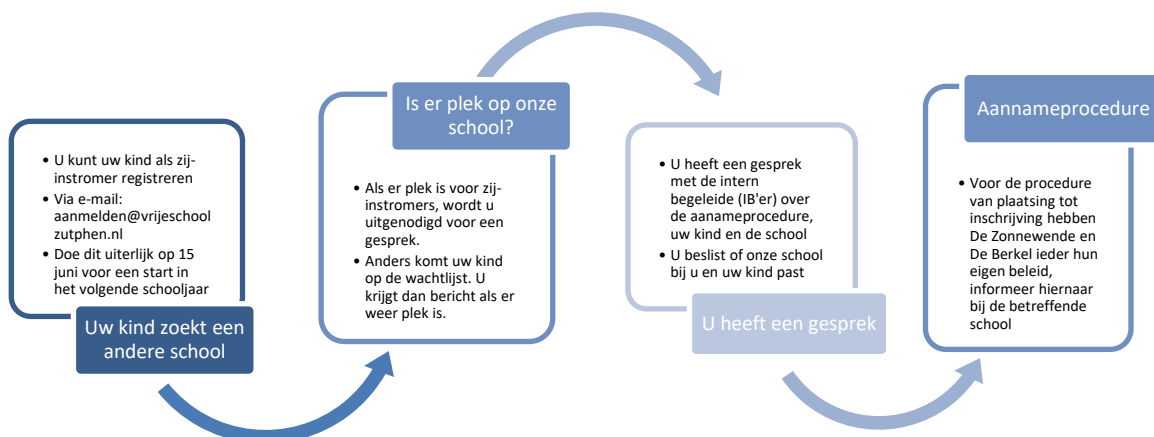 • U kunt uw kind als zij-
instromer registreren
• Via e-mail:
aanmelden@vrijeschool
zutphen.nl
• Doe dit uiterlijk op 15
juni voor een start in
het volgende schooljaar
Uw kind zoekt een
andere school
Is er plek op onze
school?
• Als er plek is voor zij-
instromers, wordt u
uitgenodigd voor een
gesprek.
• Anders komt uw kind
op de wachtlijst. U
krijgt dan bericht als er
weer plek is.
• U heeft een gesprek
met de intern
begeleide (IB'er) over
de aanameprocedure,
uw kind en de school
• U beslist of onze school
bij u en uw kind past
U heeft een gesprek
Aannameprocedure
• Voor de procedure
van plaatsing tot
inschrijving hebben
De Zonnewende en
De Berkel ieder hun
eigen beleid,
informeer hiernaar
bij de betreffende
school